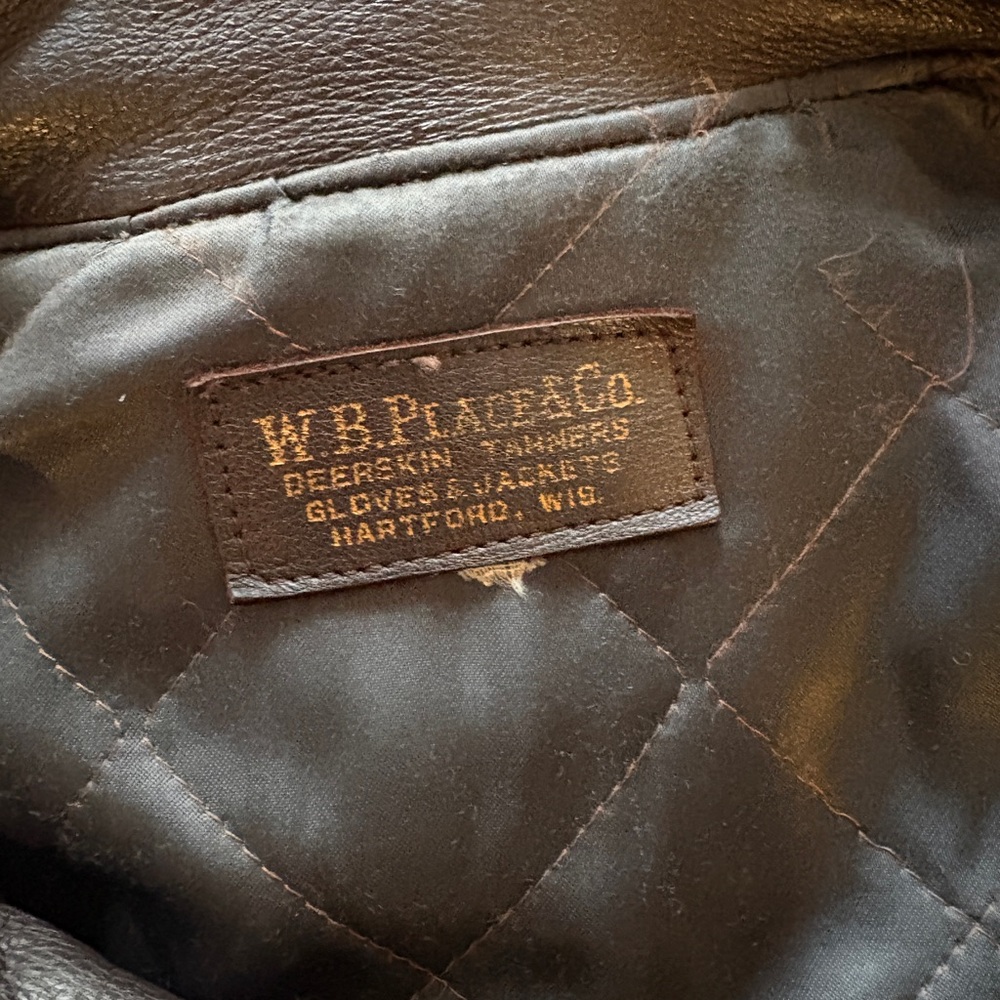 W.B.PLACE&Co.
DEERSKIN TANNERS
GLOVES & JACKETS
HARTFORD, WIS.